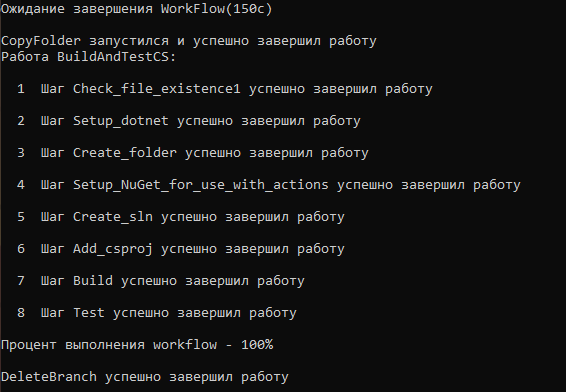 Ожидание завершения WorkFlow(150с)
CopyFolder запустился и успешно завершил работу
Работа BuildAndTestCS:
1 Шаг Check_file_existence1 успешно завершил работу
2 Шаг Setup_dotnet успешно завершил работу
3 Шаг Create_folder успешно завершил работу
4 Шаг Setup_NuGet_for_use_with_actions успешно завершил работу
5 Шаг Create_sln успешно завершил работу
6 Шаг Add_csproj успешно завершил работу
7 Шаг Build успешно завершил работу
8 Шаг Test успешно завершил работу
Процент выполнения workflow - 100%
DeleteBranch успешно завершил работу